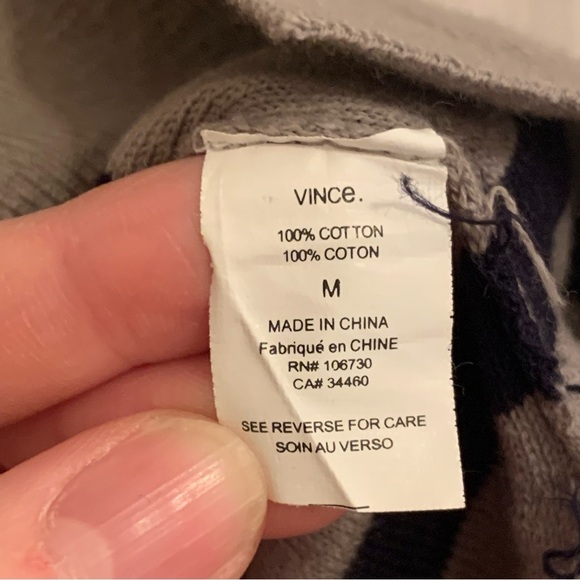 VINCe.
100% COTTON
100% COTON
M
MADE IN CHINA
Fabriqué en CHINE
RN# 106730
CA# 34460
SEE REVERSE FOR CARE
SOIN AU VERSO